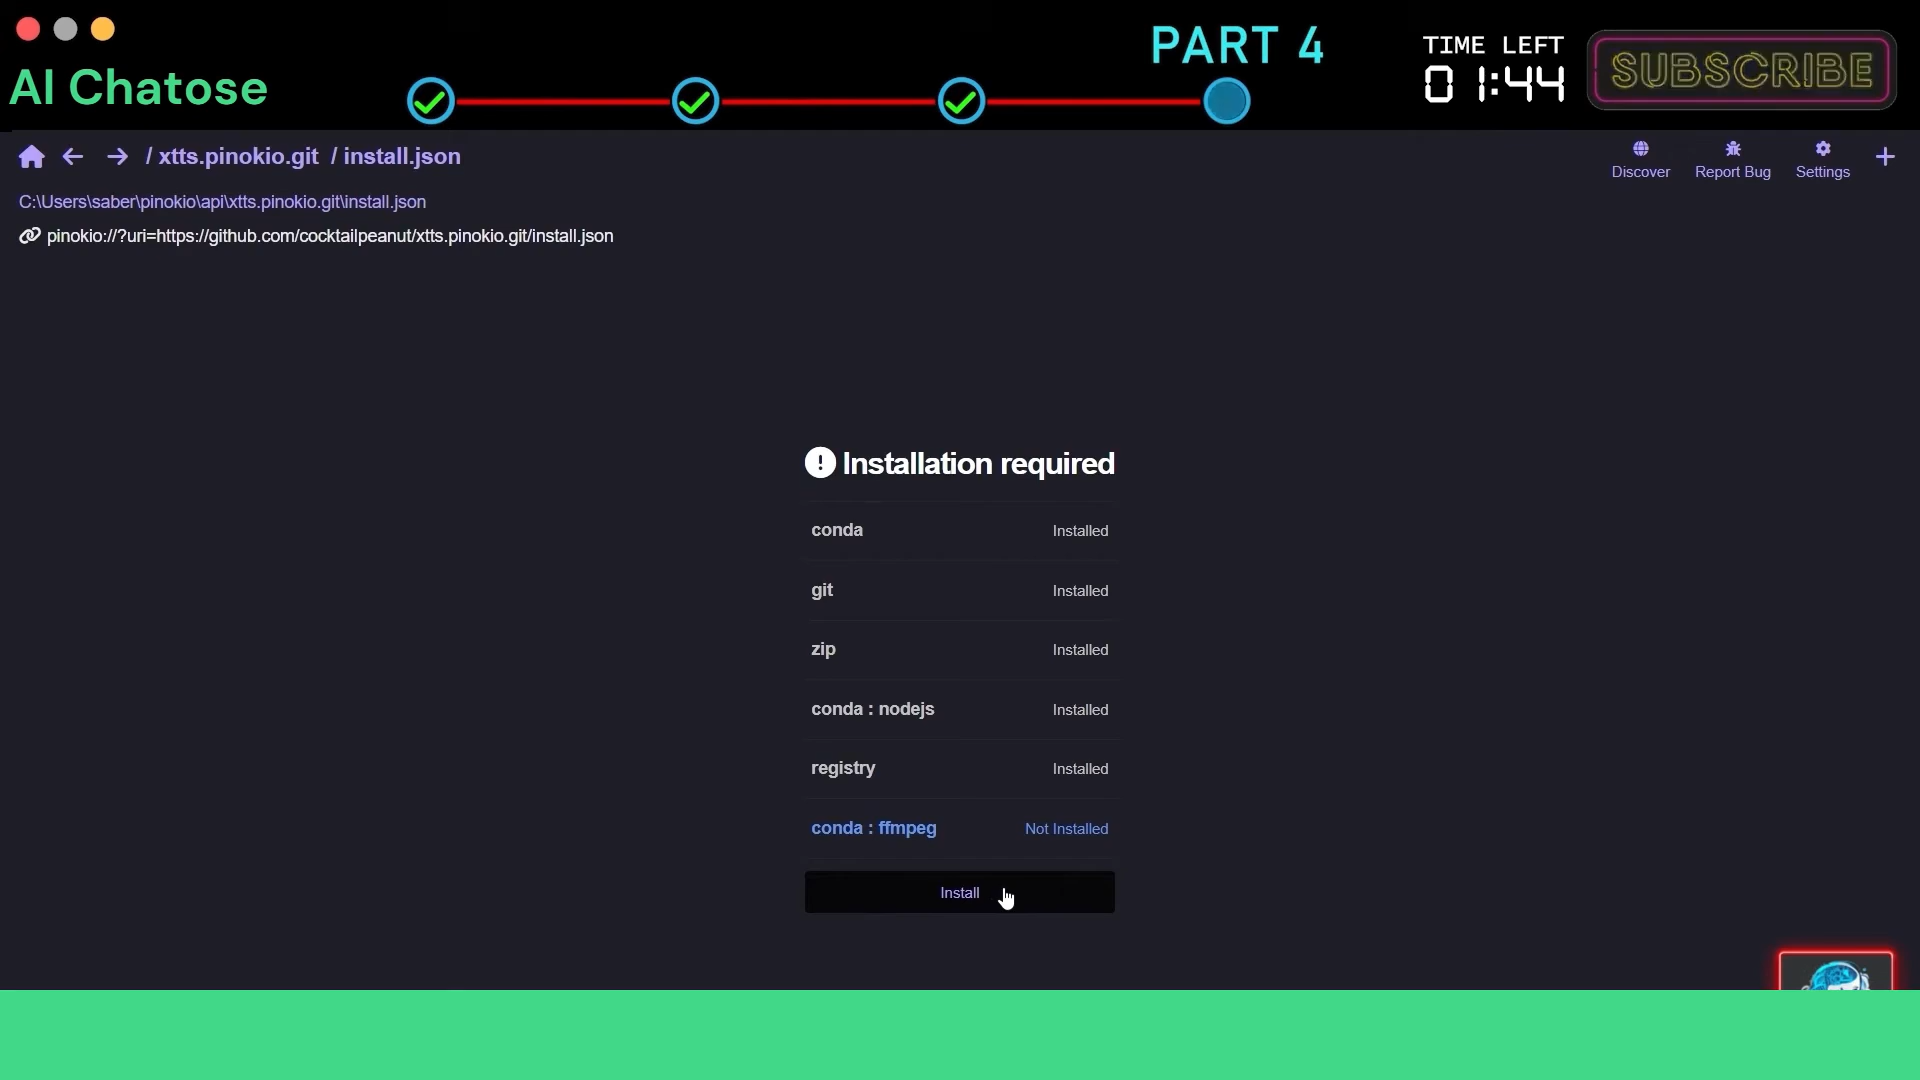 PART 4
TIME LEFT
01:44
SUBSCRIBE
AI Chatose
/ xtts.pinokio.git / install.json
Discover
Report Bug
Settings
C:\Users\saber\pinokio\api\xtts.pinokio.git\install.json
pinokio://?uri=https://github.com/cocktailpeanut/xtts.pinokio.git/install.json
Installation required
conda Installed
git Installed
zip Installed
conda : nodejs Installed
registry Installed
conda : ffmpeg Not Installed
Install